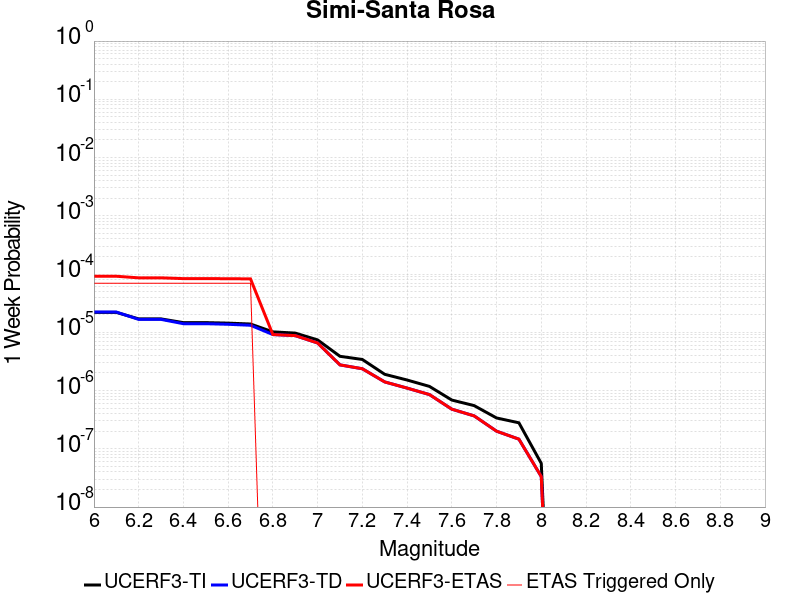 Simi-Santa Rosa
10^0
10^-1
10^-2
10^-3
10^-4
10^-5
10^-6
10^-7
10^-8
1 Week Probability
6 6.2 6.4 6.6 6.8 7 7.2 7.4 7.6 7.8 8 8.2 8.4 8.6 8.8 9
Magnitude
UCERF3-TI UCERF3-TD UCERF3-ETAS ETAS Triggered Only